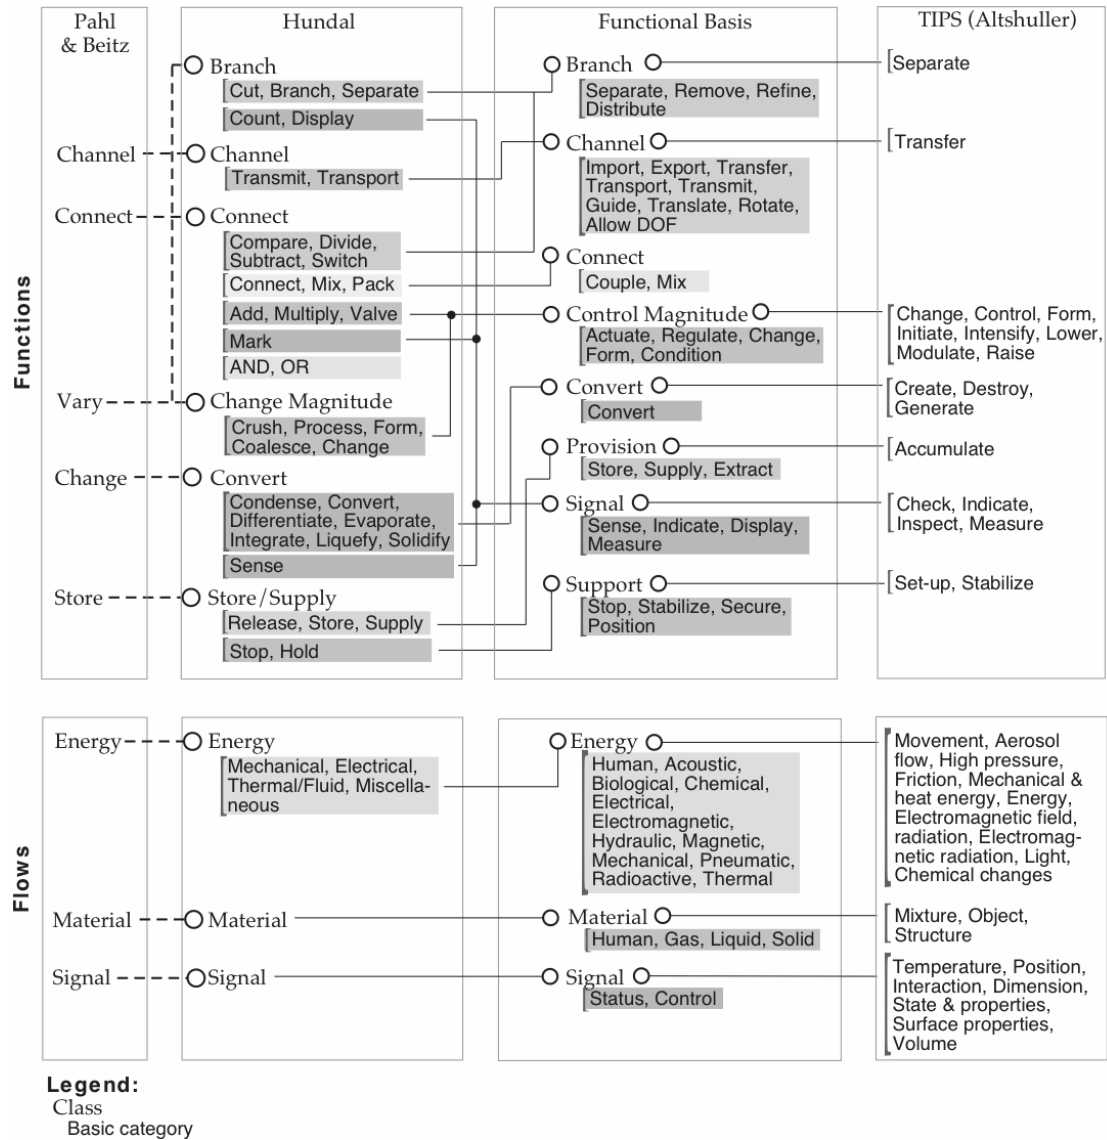 Pahl
& Beitz
Hundal
Functional Basis
TIPS (Altshuller)
Functions
Channel
Connect
Vary
Change
Store
Branch
Cut, Branch, Separate
Count, Display
Channel
Transmit, Transport
Connect
Compare, Divide,
Subtract, Switch
Connect, Mix, Pack
Add, Multiply, Valve
Mark
AND, OR
Change Magnitude
Crush, Process, Form,
Coalesce, Change
Convert
Condense, Convert,
Differentiate, Evaporate,
Integrate, Liquefy, Solidify
Sense
Store/Supply
Release, Store, Supply
Stop, Hold
Branch
Separate, Remove, Refine,
Distribute
Channel
Import, Export, Transfer,
Transport, Transmit,
Guide, Translate, Rotate,
Allow DOF
Connect
Couple, Mix
Control Magnitude
Actuate, Regulate, Change,
Form, Condition
Convert
Convert
Provision
Store, Supply, Extract
Signal
Sense, Indicate, Display,
Measure
Support
Stop, Stabilize, Secure,
Position
Separate
Transfer
Change, Control, Form,
Initiate, Intensify, Lower,
Modulate, Raise
Create, Destroy,
Generate
Accumulate
Check, Indicate,
Inspect, Measure
Set-up, Stabilize
Flows
Energy
Material
Signal
Energy
Mechanical, Electrical,
Thermal/Fluid, Miscella-
neous
Material
Signal
Energy
Human, Acoustic,
Biological, Chemical,
Electrical,
Electromagnetic,
Hydraulic, Magnetic,
Mechanical, Pneumatic,
Radioactive, Thermal
Material
Human, Gas, Liquid, Solid
Signal
Status, Control
Movement, Aerosol
flow, High pressure,
Friction, Mechanical &
heat energy, Energy,
Electromagnetic field,
radiation, Electromag-
netic radiation, Light,
Chemical changes
Mixture, Object,
Structure
Temperature, Position,
Interaction, Dimension,
State & properties,
Surface properties,
Volume
Legend:
Class
Basic category